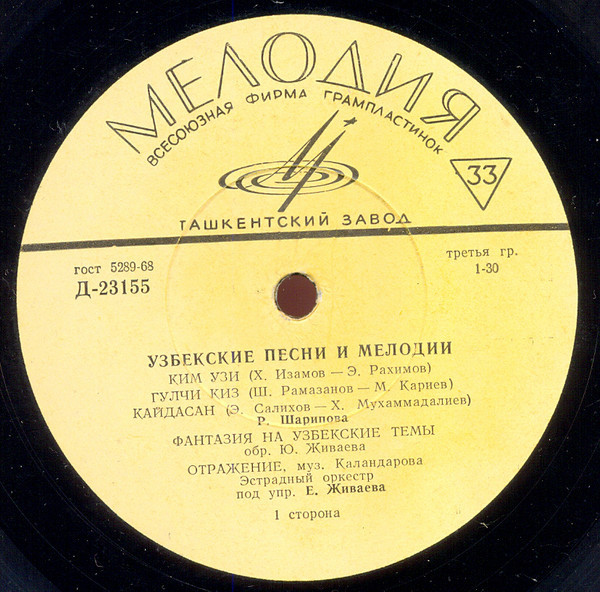 МЕЛОДИЯ
ВСЕСОЮЗНАЯ ФИРМА ГРАМПЛАСТИНОК
33
ТАШКЕНТСКИЙ ЗАВОД
гост 5289-68
Д-23155
третья гр.
1-30
УЗБЕКСКИЕ ПЕСНИ И МЕЛОДИИ
КИМ УЗИ (Х. Изамов — Э. Рахимов)
ГУЛЧИ КИЗ (Ш. Рамазанов — М. Кариев)
КАЙДАСАН (Э. Салихов — Х. Мухаммадалиев)
Р. Шарипова
ФАНТАЗИЯ НА УЗБЕКСКИЕ ТЕМЫ
обр. Ю. Живаева
ОТРАЖЕНИЕ, муз. Каландарова
Эстрадный оркестр
под упр. Е. Живаева
1 сторона